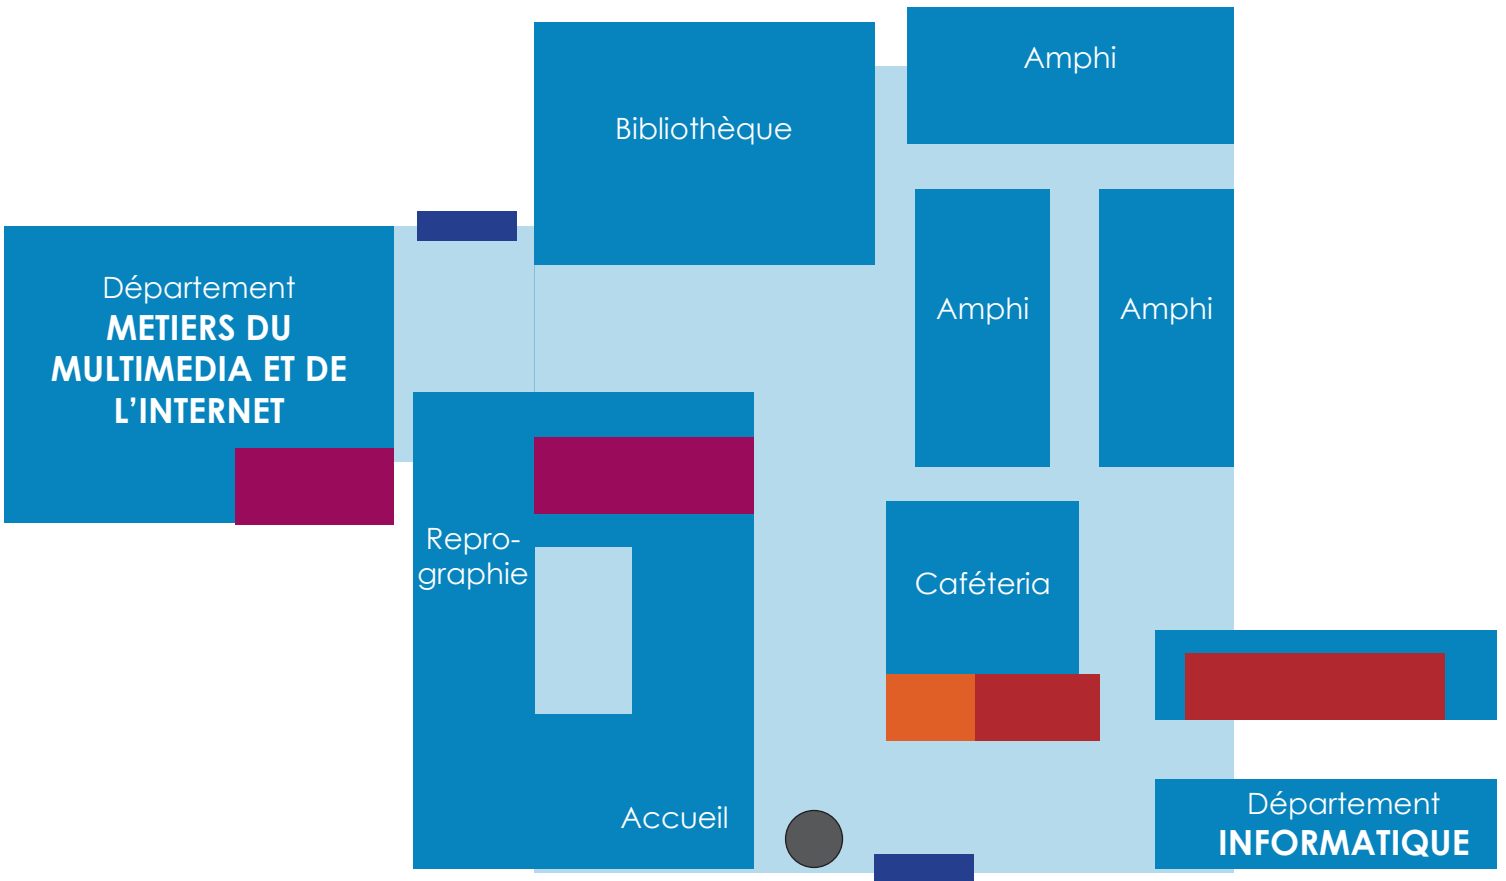 Amphi
Bibliothèque
Département
METIERS DU
MULTIMEDIA ET DE
L’INTERNET
Amphi
Amphi
Repro-
graphie
Caféteria
Accueil
Département
INFORMATIQUE